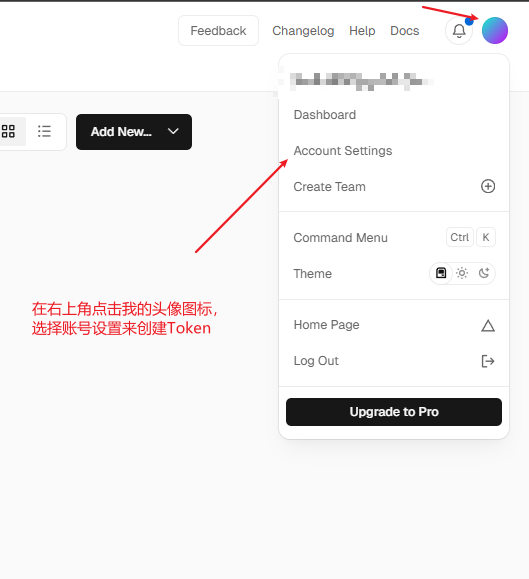 Feedback
Changelog
Help
Docs
Add New...
Dashboard
Account Settings
Create Team
Command Menu
Ctrl
K
Theme
Home Page
Log Out
Upgrade to Pro
在右上角点击我的头像图标，
选择账号设置来创建Token